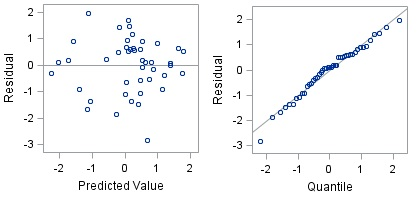 2
1
0
-1
-2
-3
Residual
-2 -1 0 1 2
Predicted Value
2
1
0
-1
-2
-3
Residual
-2 -1 0 1 2
Quantile